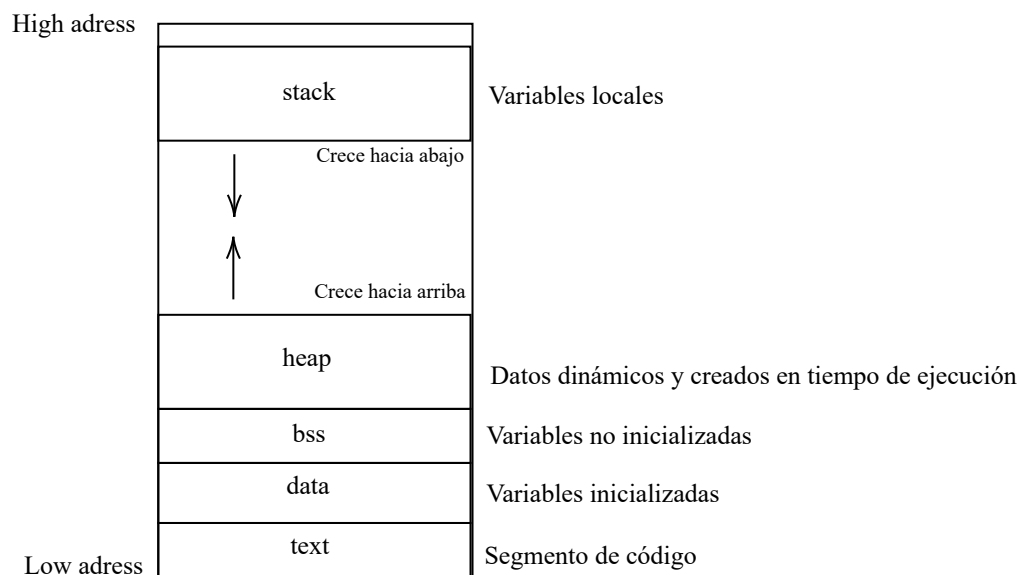 High adress
stack
Variables locales
Crece hacia abajo
Crece hacia arriba
heap
Datos dinámicos y creados en tiempo de ejecución
bss
Variables no inicializadas
data
Variables inicializadas
text
Segmento de código
Low adress